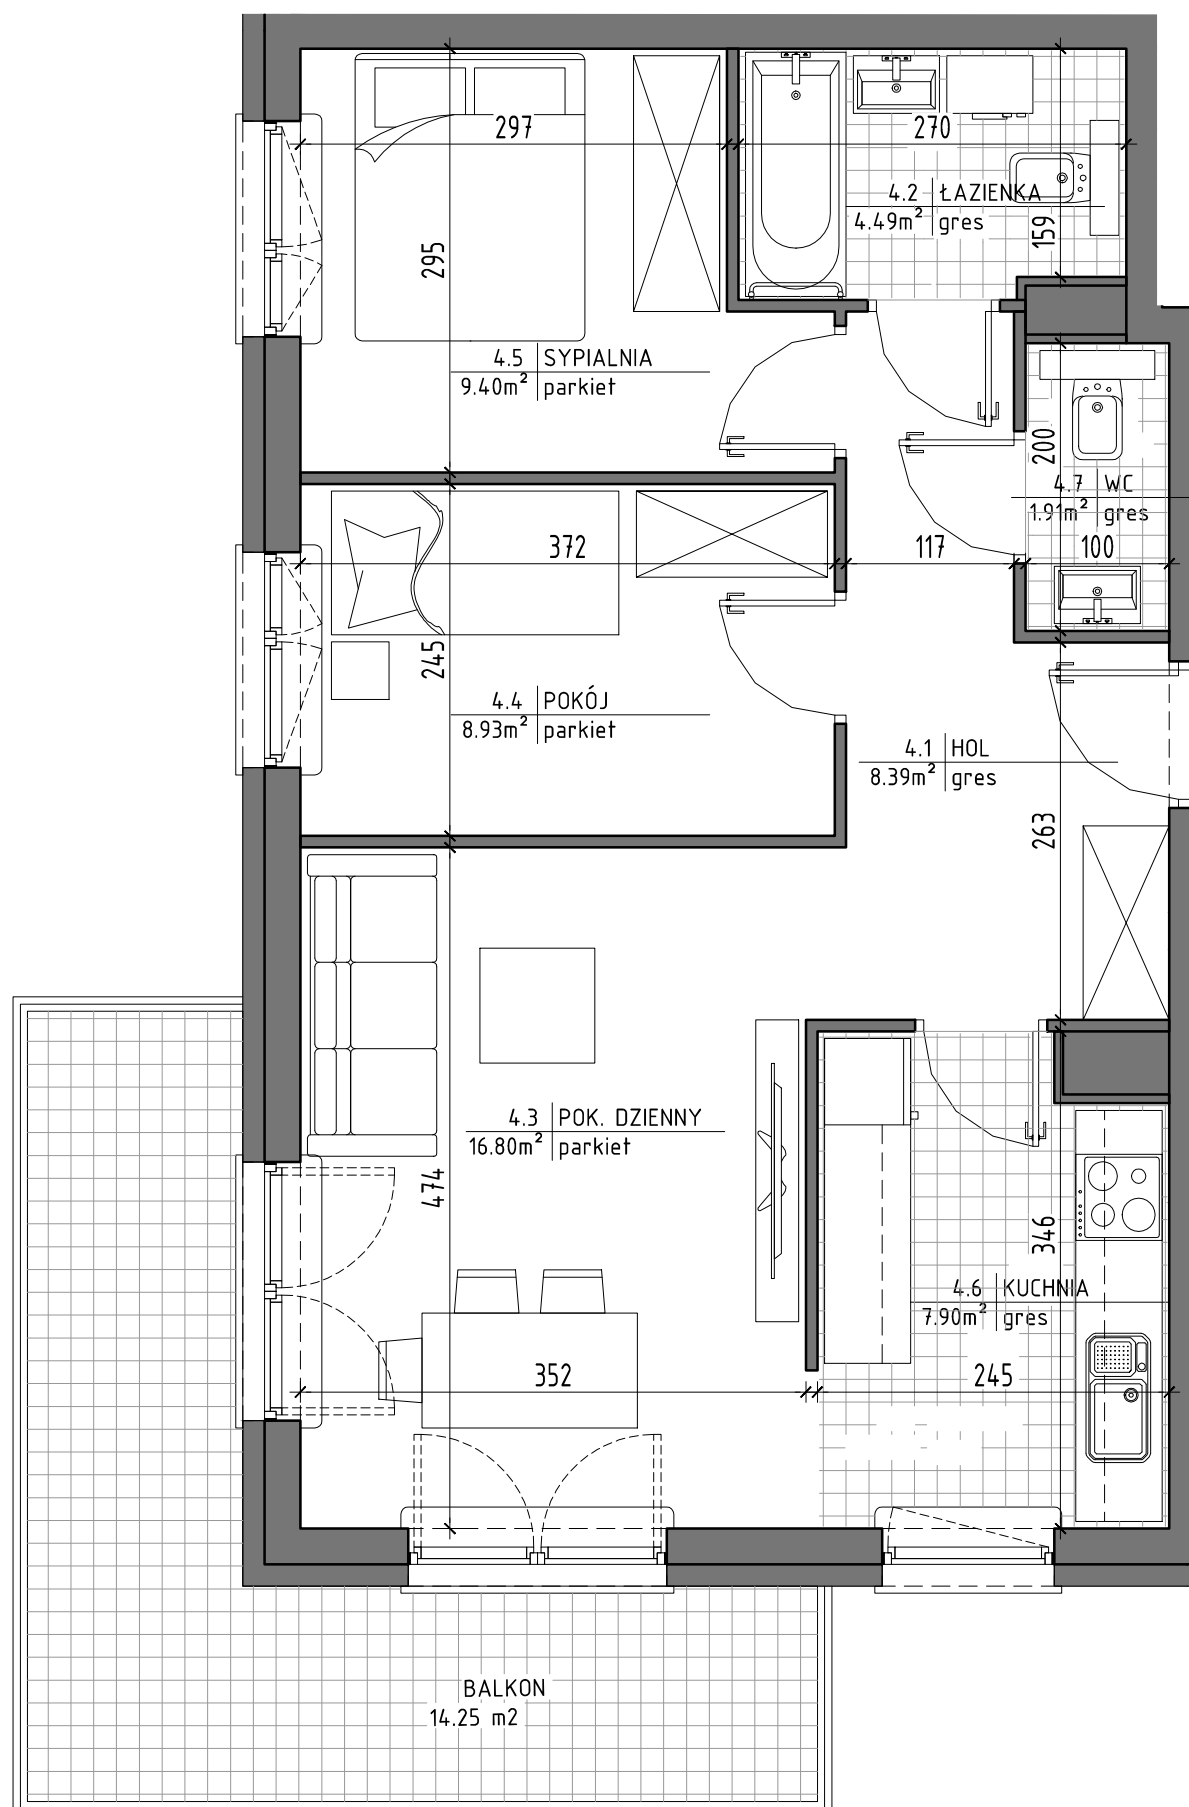 297
270
4.2 ŁAZIENKA
4.49m² gres
159
295
4.5 SYPIALNIA
9.40m² parkiet
200
4.7 WC
1.91m² gres
372
117
100
245
4.4 POKÓJ
8.93m² parkiet
4.1 HOL
8.39m² gres
263
4.3 POK. DZIENNY
16.80m² parkiet
474
346
4.6 KUCHNIA
7.90m² gres
352
245
BALKON
14.25 m2